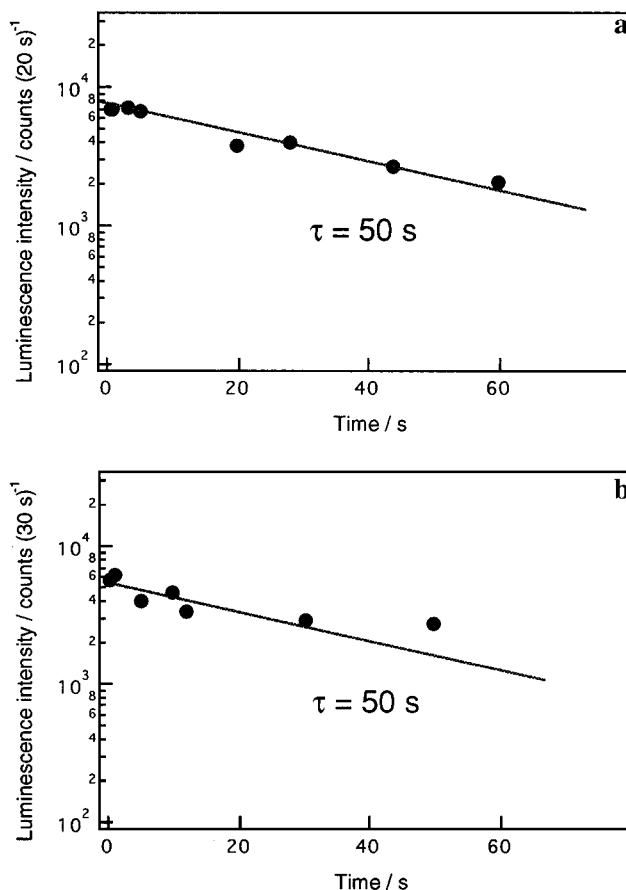 a
Luminescence intensity / counts (20 s)⁻¹
2
10⁴
8
6
4
2
10³
8
6
4
2
10²
τ = 50 s
0 20 40 60
Time / s
b
Luminescence intensity / counts (30 s)⁻¹
2
10⁴
8
6
4
2
10³
8
6
4
2
10²
τ = 50 s
0 20 40 60
Time / s